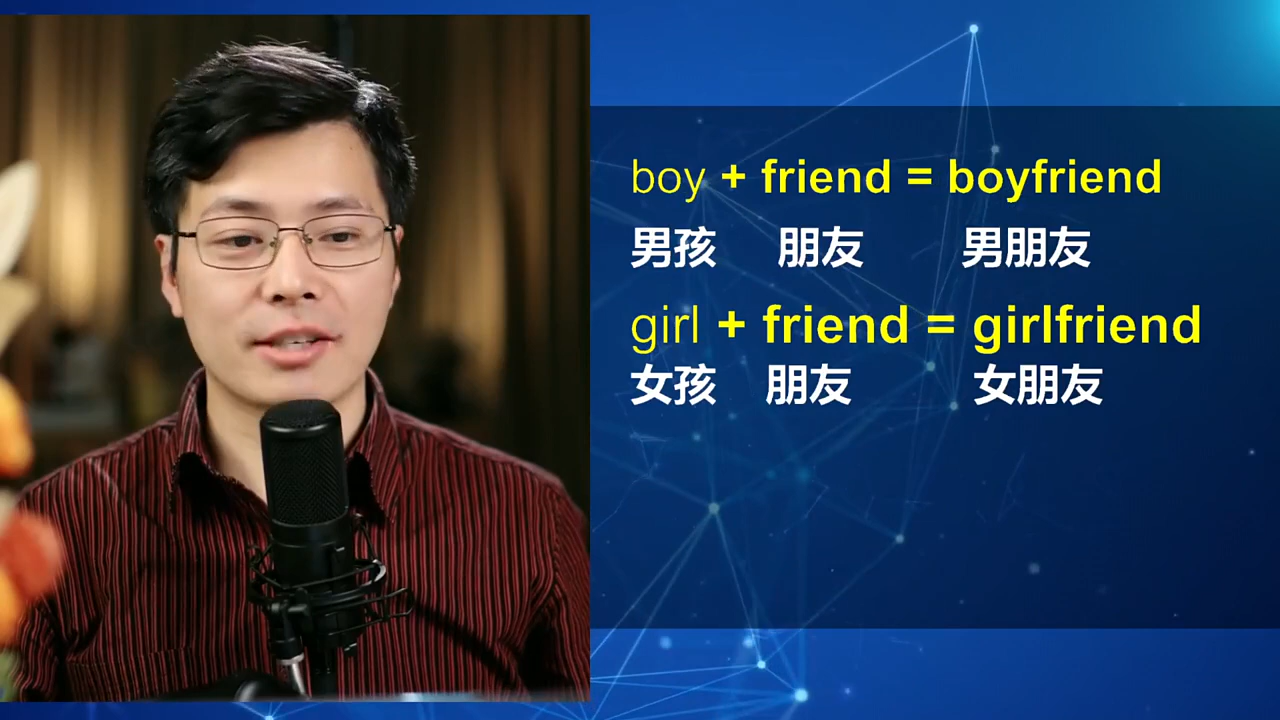 boy + friend = boyfriend
男孩 朋友 男朋友
girl + friend = girlfriend
女孩 朋友 女朋友